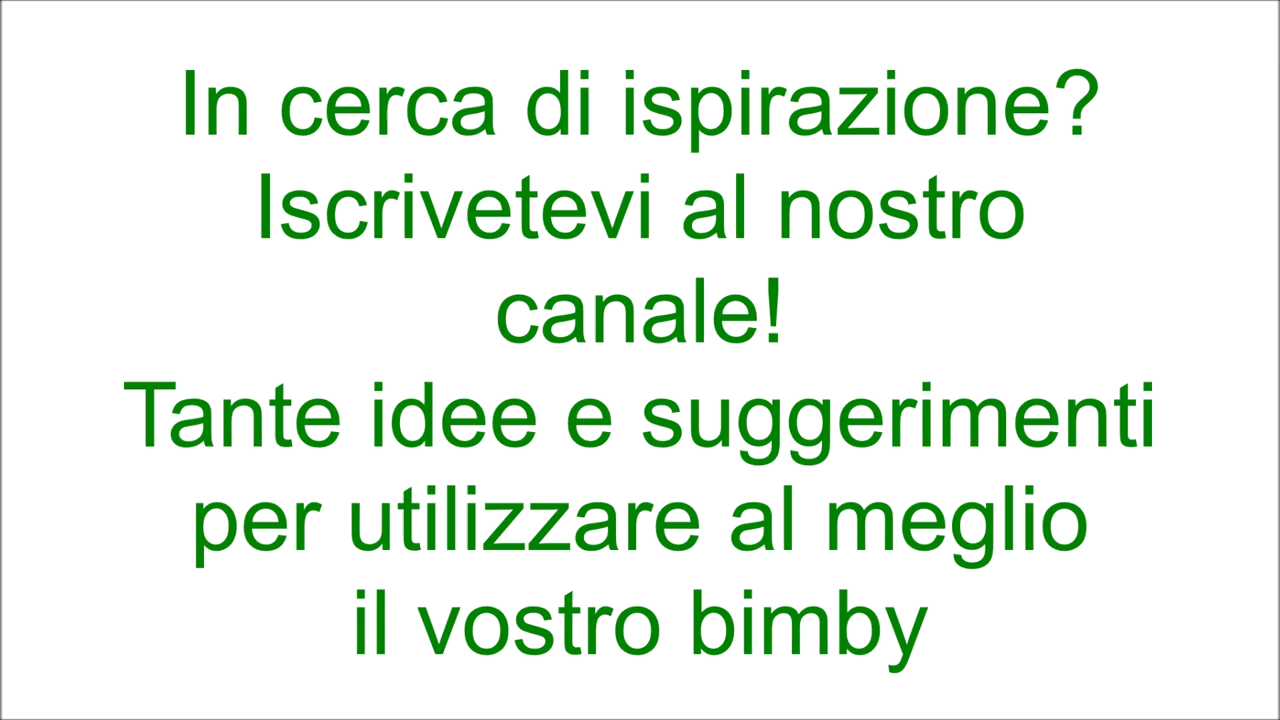 In cerca di ispirazione?
Iscrivetevi al nostro
canale!
Tante idee e suggerimenti
per utilizzare al meglio
il vostro bimby